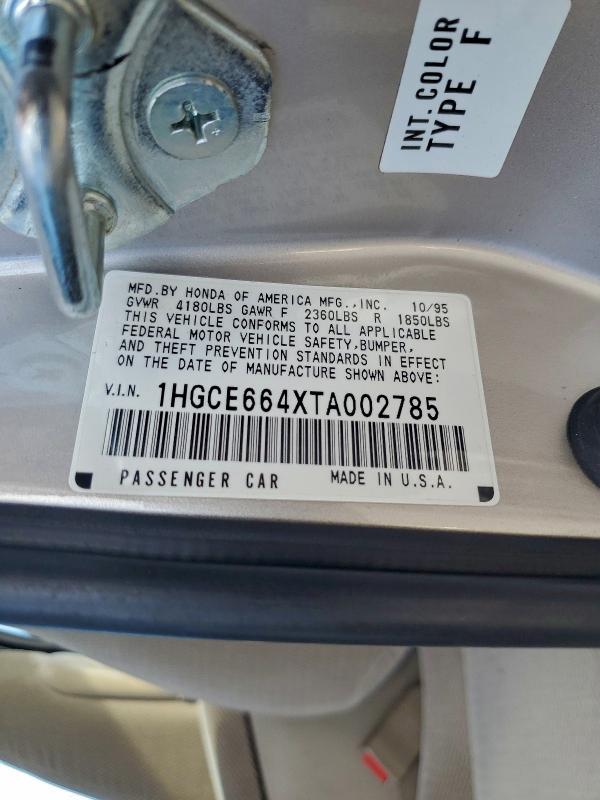 INT. COLOR
TYPE F
MFD.BY HONDA OF AMERICA MFG.,INC. 10/95
GVWR 4180LBS GAWR F 2360LBS R 1850LBS
THIS VEHICLE CONFORMS TO ALL APPLICABLE
FEDERAL MOTOR VEHICLE SAFETY,BUMPER,
AND THEFT PREVENTION STANDARDS IN EFFECT
ON THE DATE OF MANUFACTURE SHOWN ABOVE:
V.I.N. 1HGCE664XTA002785
PASSENGER CAR MADE IN U.S.A.